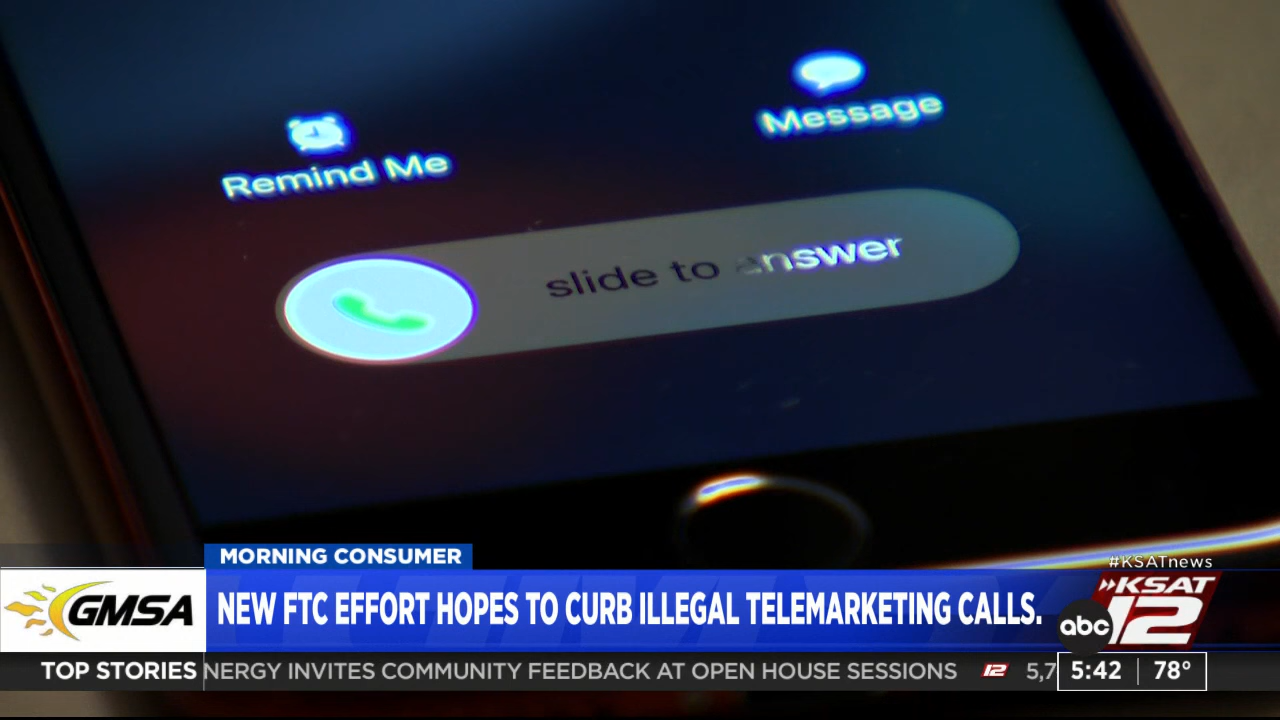 Message
Remind Me
slide to answer
MORNING CONSUMER
#KSATnews
GMSA
NEW FTC EFFORT HOPES TO CURB ILLEGAL TELEMARKETING CALLS.
KSAT
abc 12
TOP STORIES NERGY INVITES COMMUNITY FEEDBACK AT OPEN HOUSE SESSIONS 12 5,7
5:42 78°